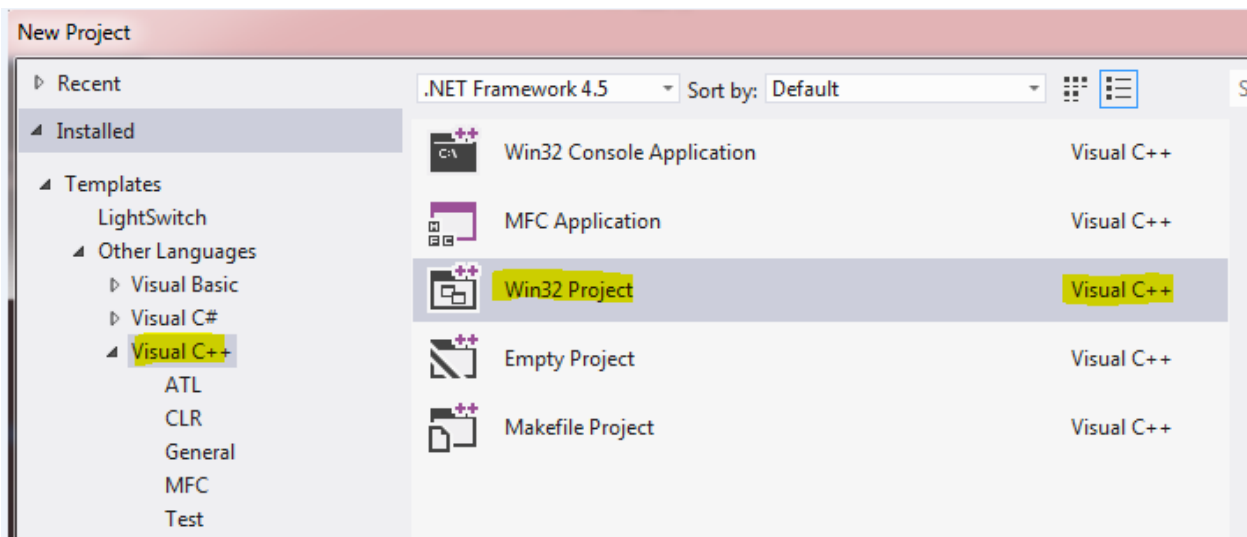 New Project
Recent
Installed
Templates
LightSwitch
Other Languages
Visual Basic
Visual C#
Visual C++
ATL
CLR
General
MFC
Test
.NET Framework 4.5 Sort by: Default
Win32 Console Application Visual C++
MFC Application Visual C++
Win32 Project Visual C++
Empty Project Visual C++
Makefile Project Visual C++